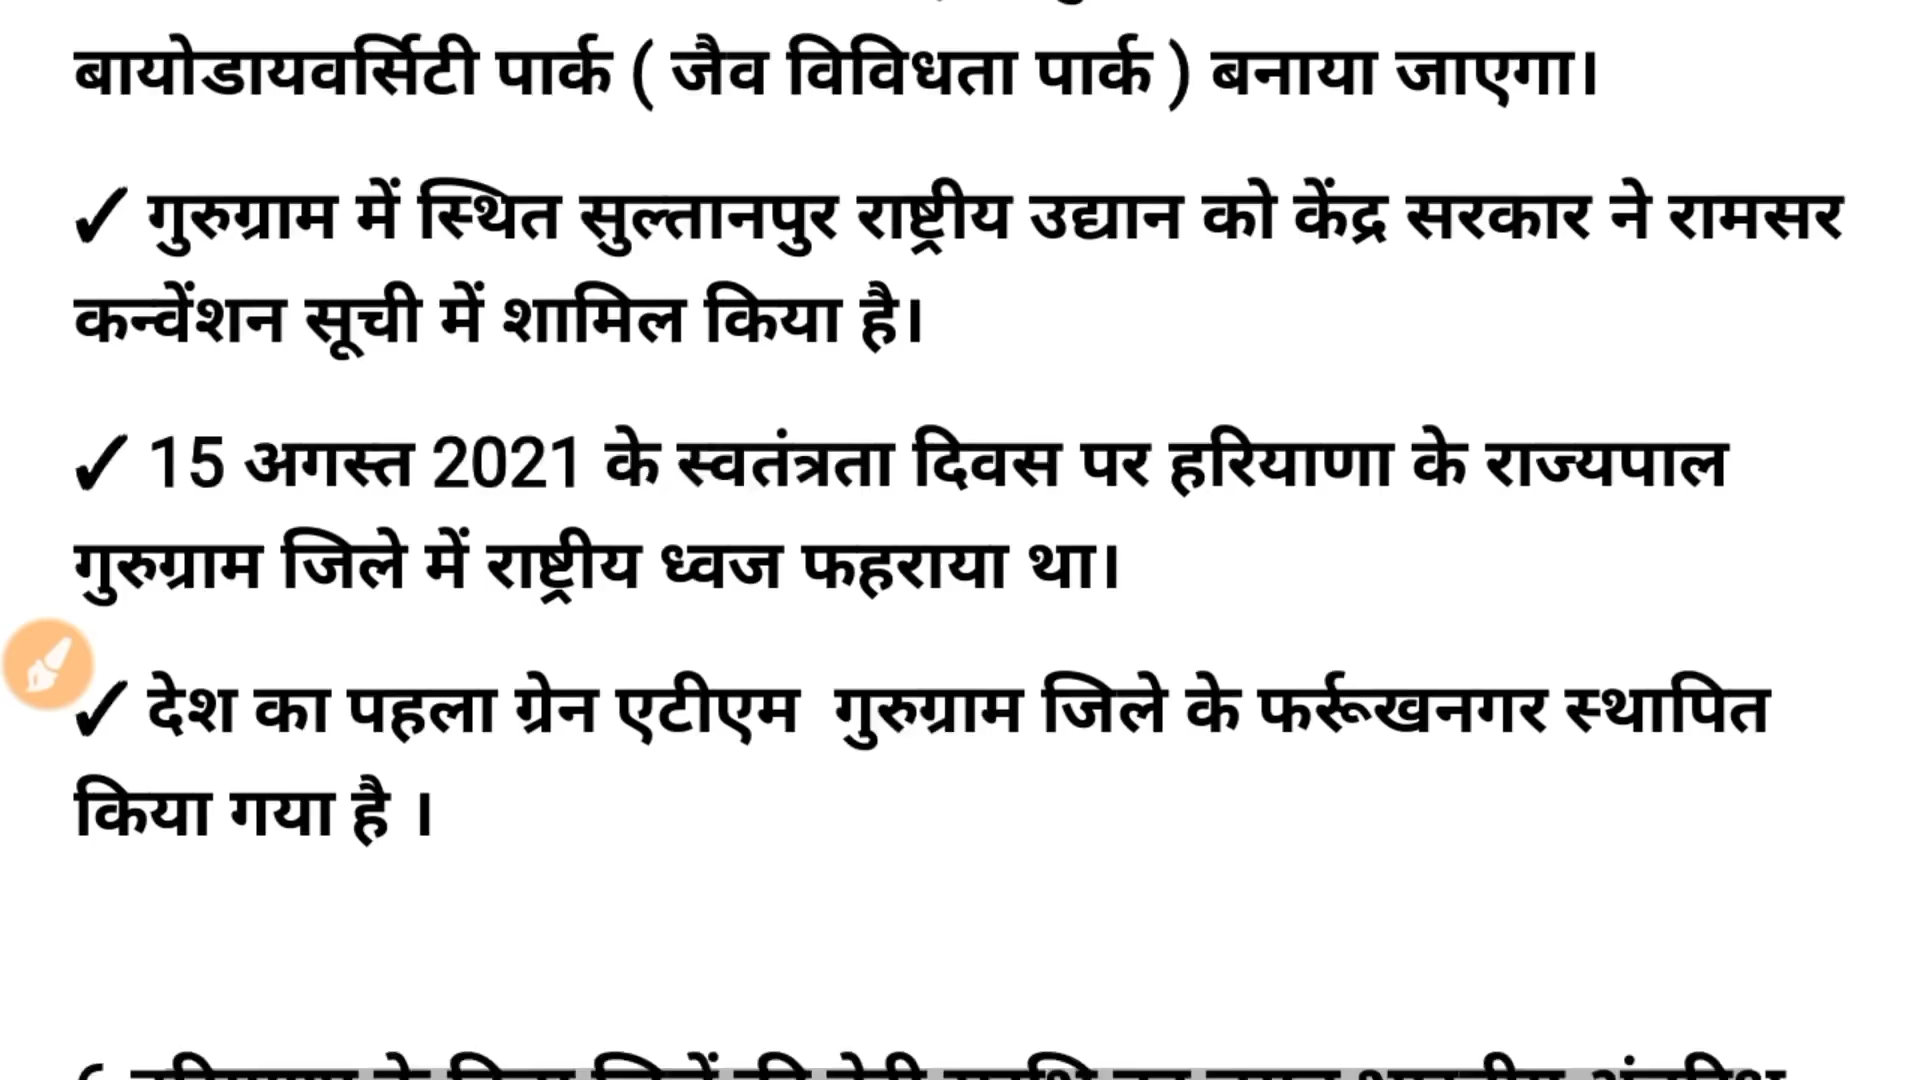 बायोडायवर्सिटी पार्क ( जैव विविधता पार्क ) बनाया जाएगा।
✓ गुरुग्राम में स्थित सुल्तानपुर राष्ट्रीय उद्यान को केंद्र सरकार ने रामसर
कन्वेंशन सूची में शामिल किया है।
✓ 15 अगस्त 2021 के स्वतंत्रता दिवस पर हरियाणा के राज्यपाल
गुरुग्राम जिले में राष्ट्रीय ध्वज फहराया था।
✓ देश का पहला ग्रेन एटीएम गुरुग्राम जिले के फर्रूखनगर स्थापित
किया गया है ।